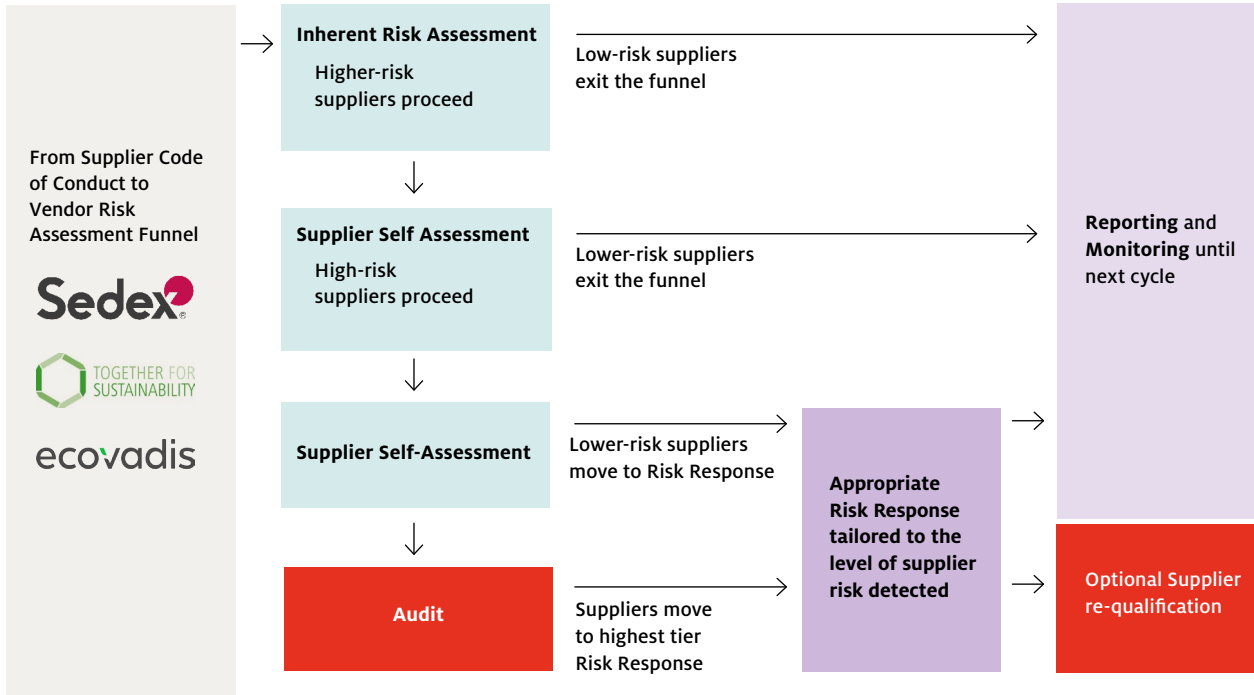 From Supplier Code
of Conduct to
Vendor Risk
Assessment Funnel
Sedex®
TOGETHER FOR
SUSTAINABILITY
ecovadis
Inherent Risk Assessment
Higher-risk
suppliers proceed
Low-risk suppliers
exit the funnel
Supplier Self Assessment
High-risk
suppliers proceed
Lower-risk suppliers
exit the funnel
Supplier Self-Assessment
Lower-risk suppliers
move to Risk Response
Audit
Suppliers move
to highest tier
Risk Response
Appropriate
Risk Response
tailored to the
level of supplier
risk detected
Reporting and
Monitoring until
next cycle
Optional Supplier
re-qualification